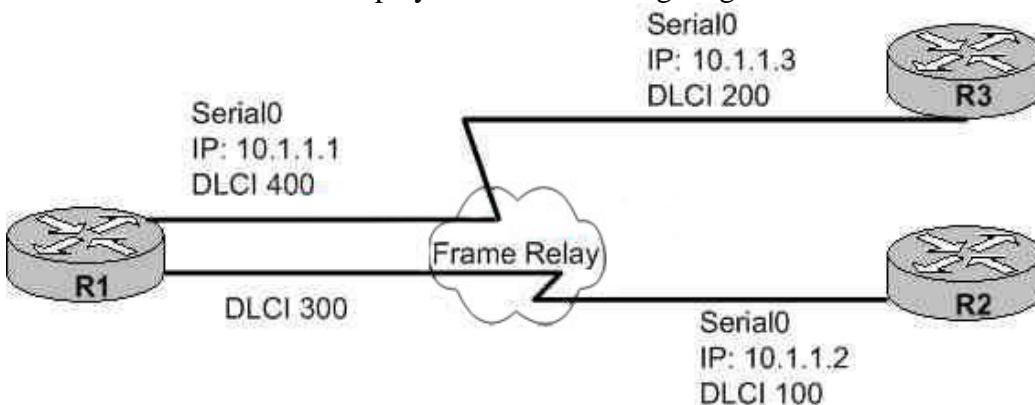 Serial0
IP: 10.1.1.3
DLCI 200
R3
Serial0
IP: 10.1.1.1
DLCI 400
Frame Relay
R1
DLCI 300
R2
Serial0
IP: 10.1.1.2
DLCI 100